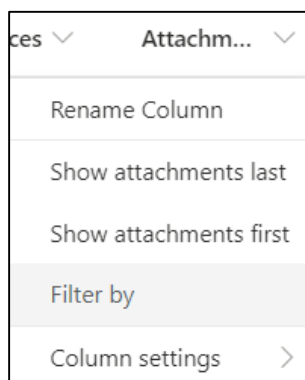 ces Attachm...
Rename Column
Show attachments last
Show attachments first
Filter by
Column settings